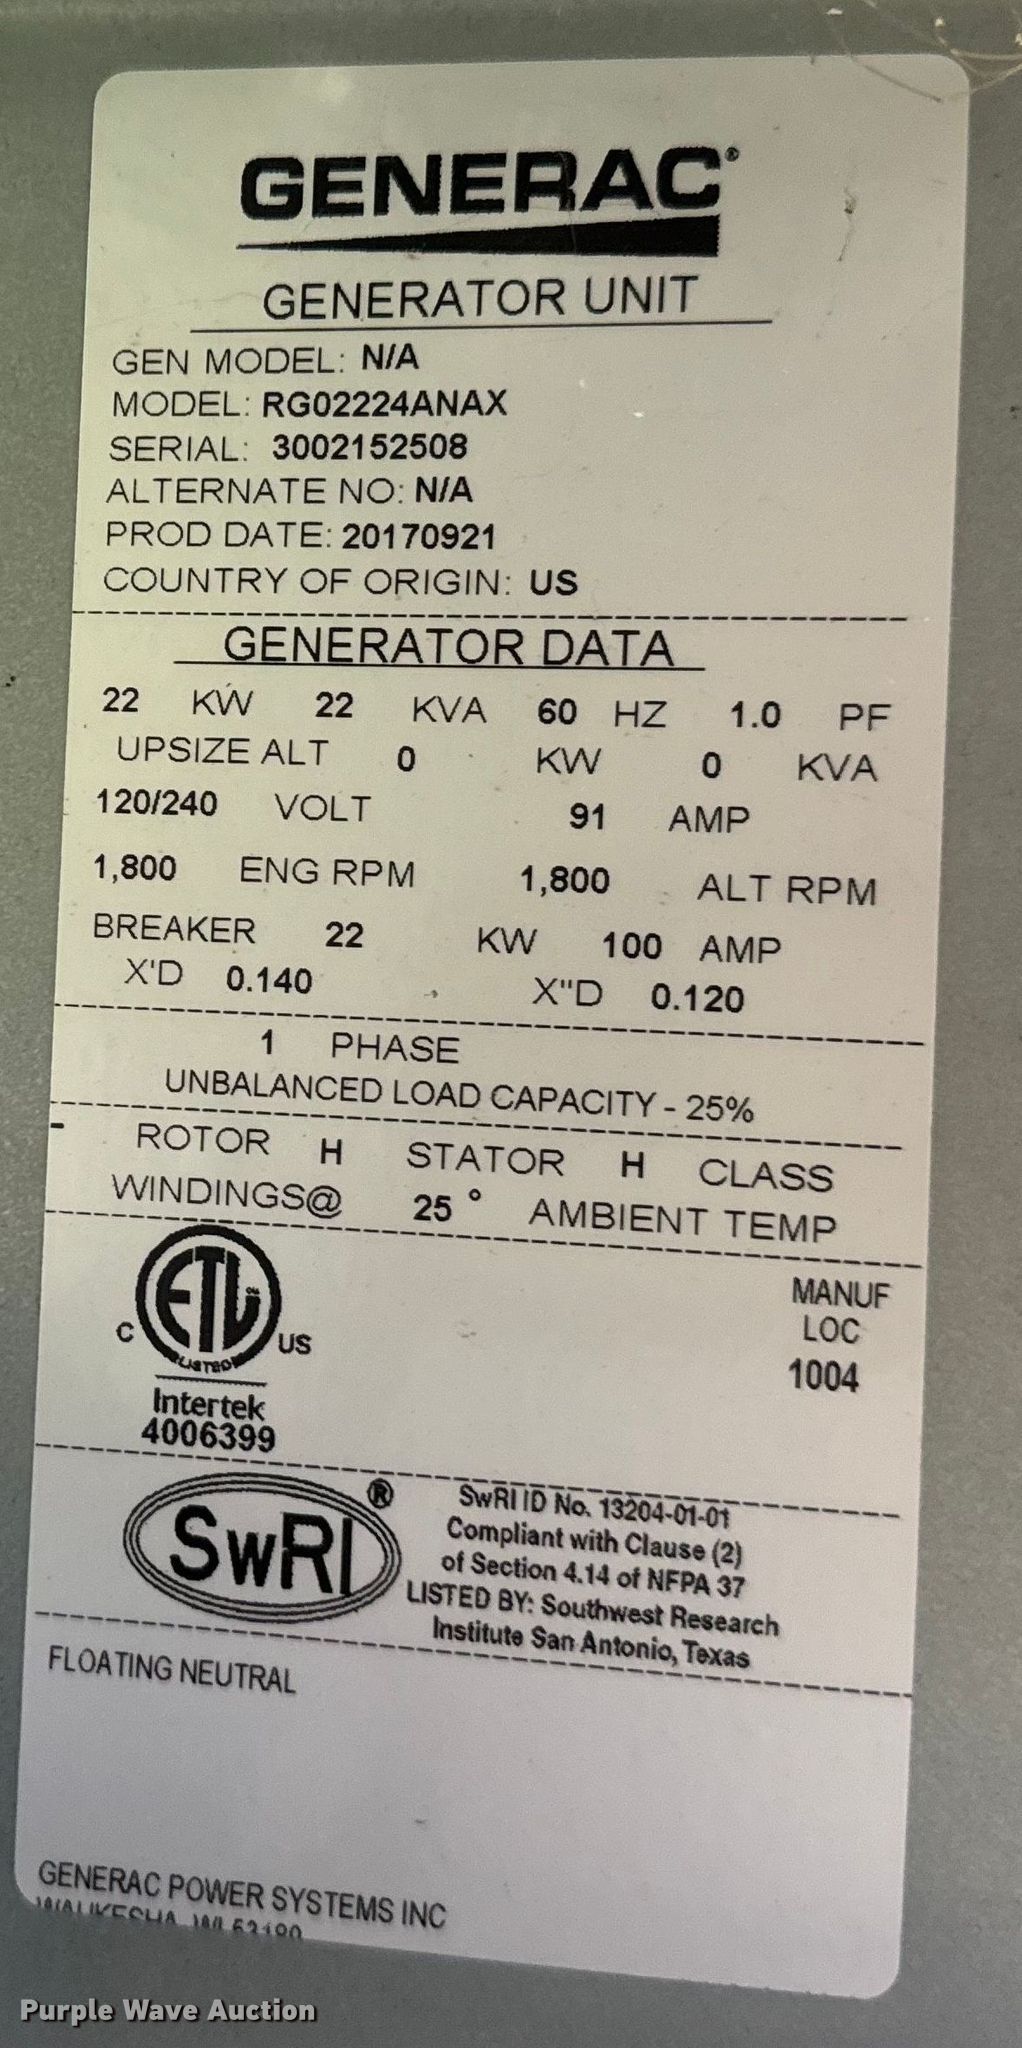 GENERAC®
GENERATOR UNIT
GEN MODEL: N/A
MODEL: RG02224ANAX
SERIAL: 3002152508
ALTERNATE NO: N/A
PROD DATE: 20170921
COUNTRY OF ORIGIN: US
GENERATOR DATA
22 KW 22 KVA 60 HZ 1.0 PF
UPSIZE ALT 0 KW 0 KVA
120/240 VOLT 91 AMP
1,800 ENG RPM 1,800 ALT RPM
BREAKER 22 KW 100 AMP
X'D 0.140 X"D 0.120
1 PHASE
UNBALANCED LOAD CAPACITY - 25%
ROTOR H STATOR H CLASS
WINDINGS@ 25° AMBIENT TEMP
C ETL US
LISTED
Intertek
4006399
MANUF
LOC
1004
SwRI®
SwRI ID No. 13204-01-01
Compliant with Clause (2)
of Section 4.14 of NFPA 37
LISTED BY: Southwest Research
Institute San Antonio, Texas
FLOATING NEUTRAL
GENERAC POWER SYSTEMS INC
WAUKESHA, WI 53189
Purple Wave Auction